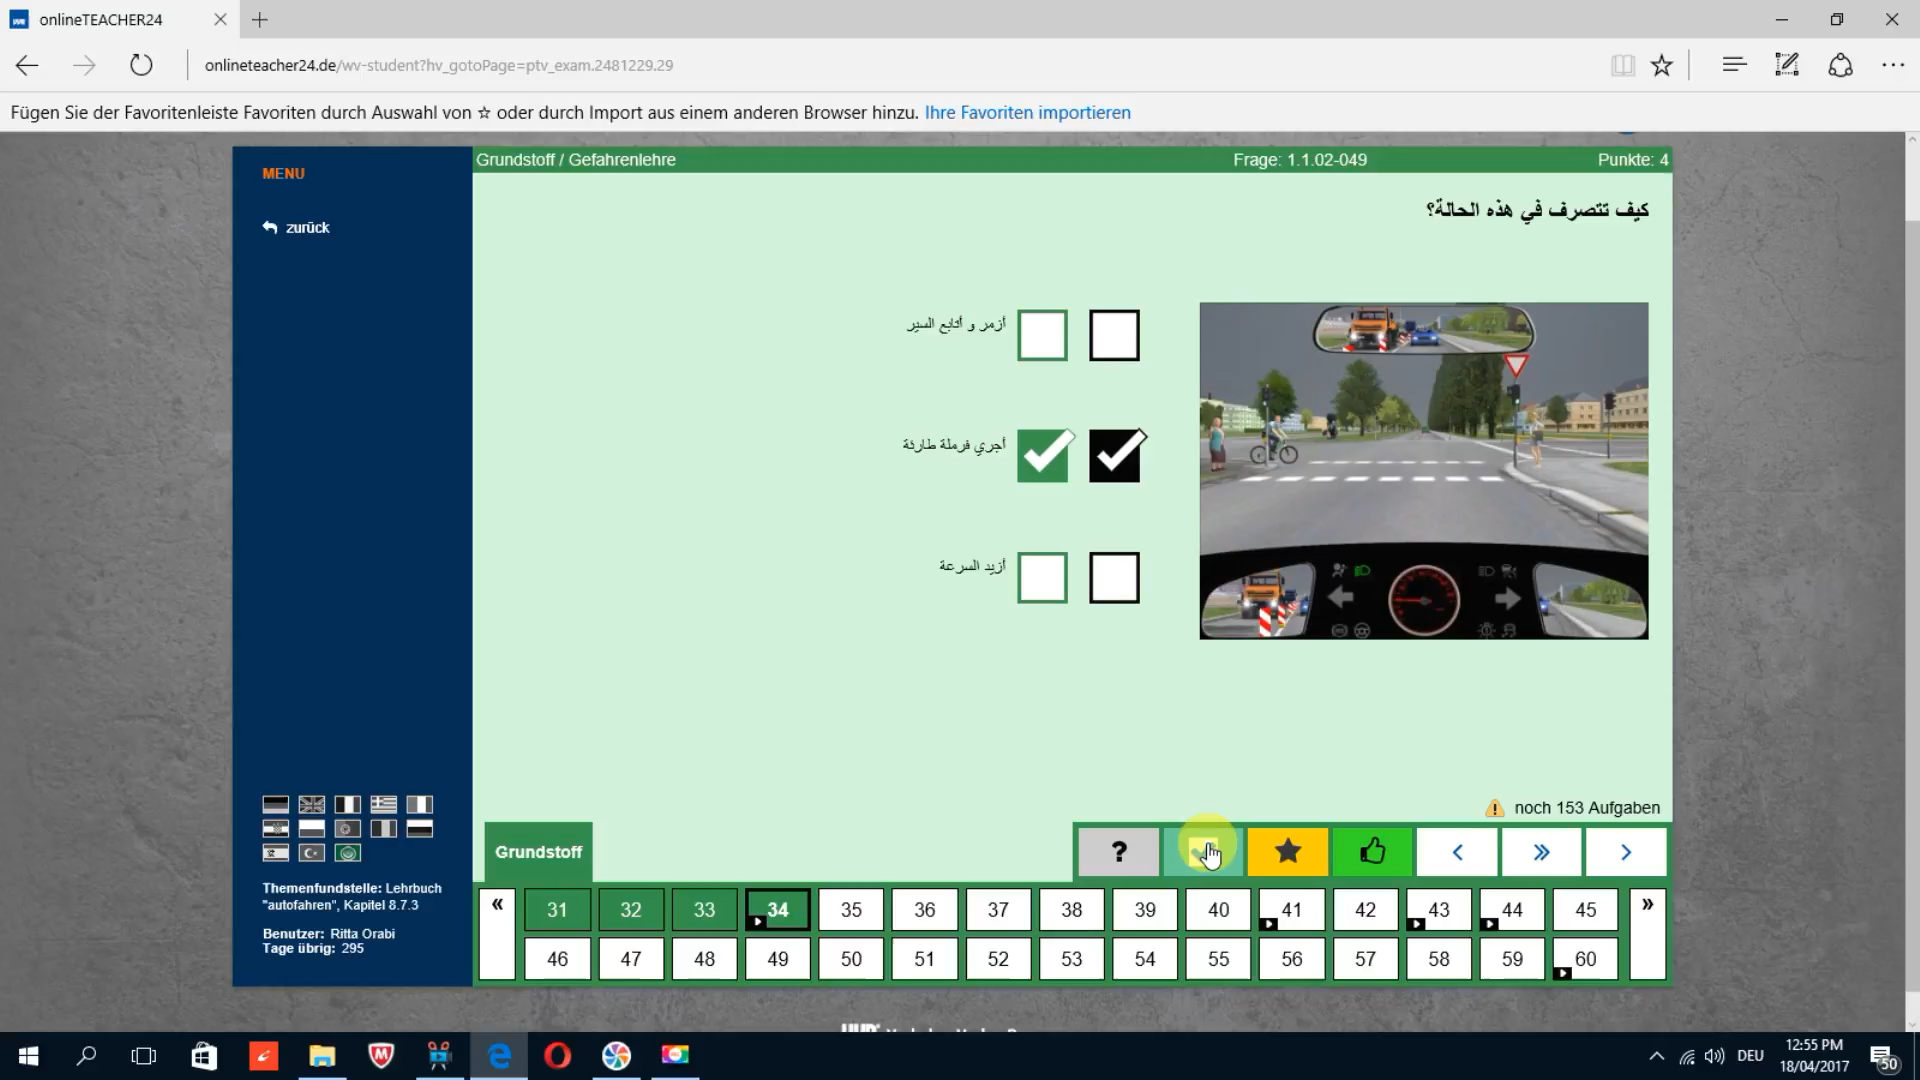 onlineTEACHER24
onlineteacher24.de/wv-student?hv_gotoPage=ptv_exam.2481229.29
Fügen Sie der Favoritenleiste Favoriten durch Auswahl von ☆ oder durch Import aus einem anderen Browser hinzu. Ihre Favoriten importieren
MENU
zurück
Grundstoff / Gefahrenlehre
Frage: 1.1.02-049
Punkte: 4
كيف تتصرف في هذه الحالة؟
أزمر و أتابع السير
أجري فرملة طارئة
أزيد السرعة
noch 153 Aufgaben
Grundstoff
?
« 31 32 33 34 35 36 37 38 39 40 41 42 43 44 45 »
46 47 48 49 50 51 52 53 54 55 56 57 58 59 60
Themenfundstelle: Lehrbuch
"autofahren", Kapitel 8.7.3
Benutzer: Ritta Orabi
Tage übrig: 295
DEU
12:55 PM
18/04/2017
50